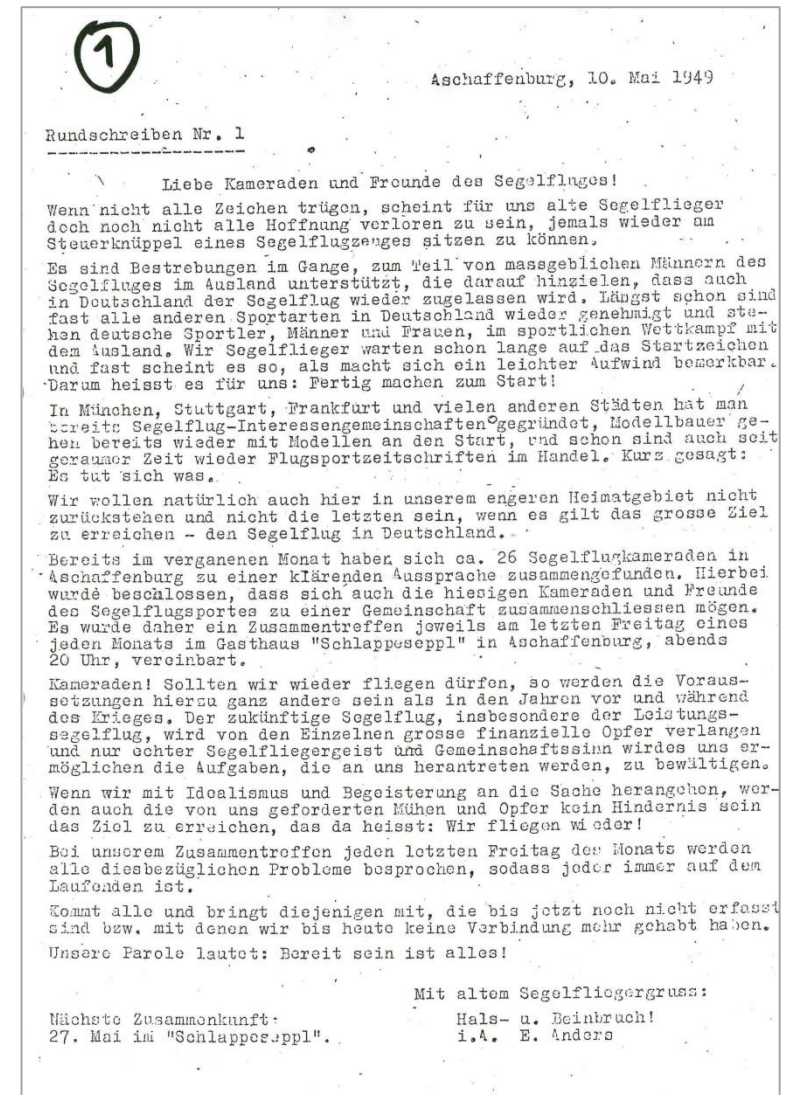 1
Aschaffenburg, 10. Mai 1949
Rundschreiben Nr. 1
Liebe Kameraden und Freunde des Segelfluges!
Wenn nicht alle Zeichen trügen, scheint für uns alte Segelflieger
doch noch nicht alle Hoffnung verloren zu sein, jemals wieder am
Steuerknüppel eines Segelflugzeuges sitzen zu können.
Es sind Bestrebungen im Gange, zum Teil von massgeblichen Männern des
Segelfluges im Ausland unterstützt, die darauf hinzielen, dass auch
in Deutschland der Segelflug wieder zugelassen wird. Längst schon sind
fast alle anderen Sportarten in Deutschland wieder genehmigt und ste-
hen deutsche Sportler, Männer und Frauen, im sportlichen Wettkampf mit
dem Ausland. Wir Segelflieger warten schon lange auf das Startzeichen
und fast scheint es so, als macht sich ein leichter Aufwind bemerkbar.
Darum heisst es für uns: Fertig machen zum Start!
In München, Stuttgart, Frankfurt und vielen anderen Städten hat man
bereits Segelflug-Interessengemeinschaften gegründet, Modellbauer ge-
hen bereits wieder mit Modellen an den Start, und schon sind auch seit
geraumer Zeit wieder Flugsportzeitschriften im Handel. Kurz gesagt:
Es tut sich was.
Wir wollen natürlich auch hier in unserem engeren Heimatgebiet nicht
zurückstehen und nicht die letzten sein, wenn es gilt das grosse Ziel
zu erreichen - den Segelflug in Deutschland.
Bereits im verganenen Monat haben sich ca. 26 Segelflugkameraden in
Aschaffenburg zu einer klärenden Aussprache zusammengefunden. Hierbei
wurde beschlossen, dass sich auch die hiesigen Kameraden und Freunde
des Segelflugsportes zu einer Gemeinschaft zusammenschliessen mögen.
Es wurde daher ein Zusammentreffen jeweils am letzten Freitag eines
jeden Monats im Gasthaus "Schlappeseppl" in Aschaffenburg, abends
20 Uhr, vereinbart.
Kameraden! Sollten wir wieder fliegen dürfen, so werden die Voraus-
setzungen hierzu ganz andere sein als in den Jahren vor und während
des Krieges. Der zukünftige Segelflug, insbesondere der Leistungs-
segelflug, wird von den Einzelnen grosse finanzielle Opfer verlangen
und nur echter Segelfliegergeist und Gemeinschaftssinn wirdes uns er-
möglichen die Aufgaben, die an uns herantreten werden, zu bewältigen.
Wenn wir mit Idealismus und Begeisterung an die Sache herangehen, wer-
den auch die von uns geforderten Mühen und Opfer kein Hindernis sein
das Ziel zu erreichen, das da heisst: Wir fliegen wieder!
Bei unserem Zusammentreffen jeden letzten Freitag des Monats werden
alle diesbezüglichen Probleme besprochen, sodass jeder immer auf dem
Laufenden ist.
Kommt alle und bringt diejenigen mit, die bis jetzt noch nicht erfasst
sind bzw. mit denen wir bis heute keine Verbindung mehr gehabt haben.
Unsere Parole lautet: Bereit sein ist alles!
Mit altem Segelfliegergruss:
Nächste Zusammenkunft: Hals- u. Beinbruch!
27. Mai im "Schlappeseppl". i.A. E. Anders